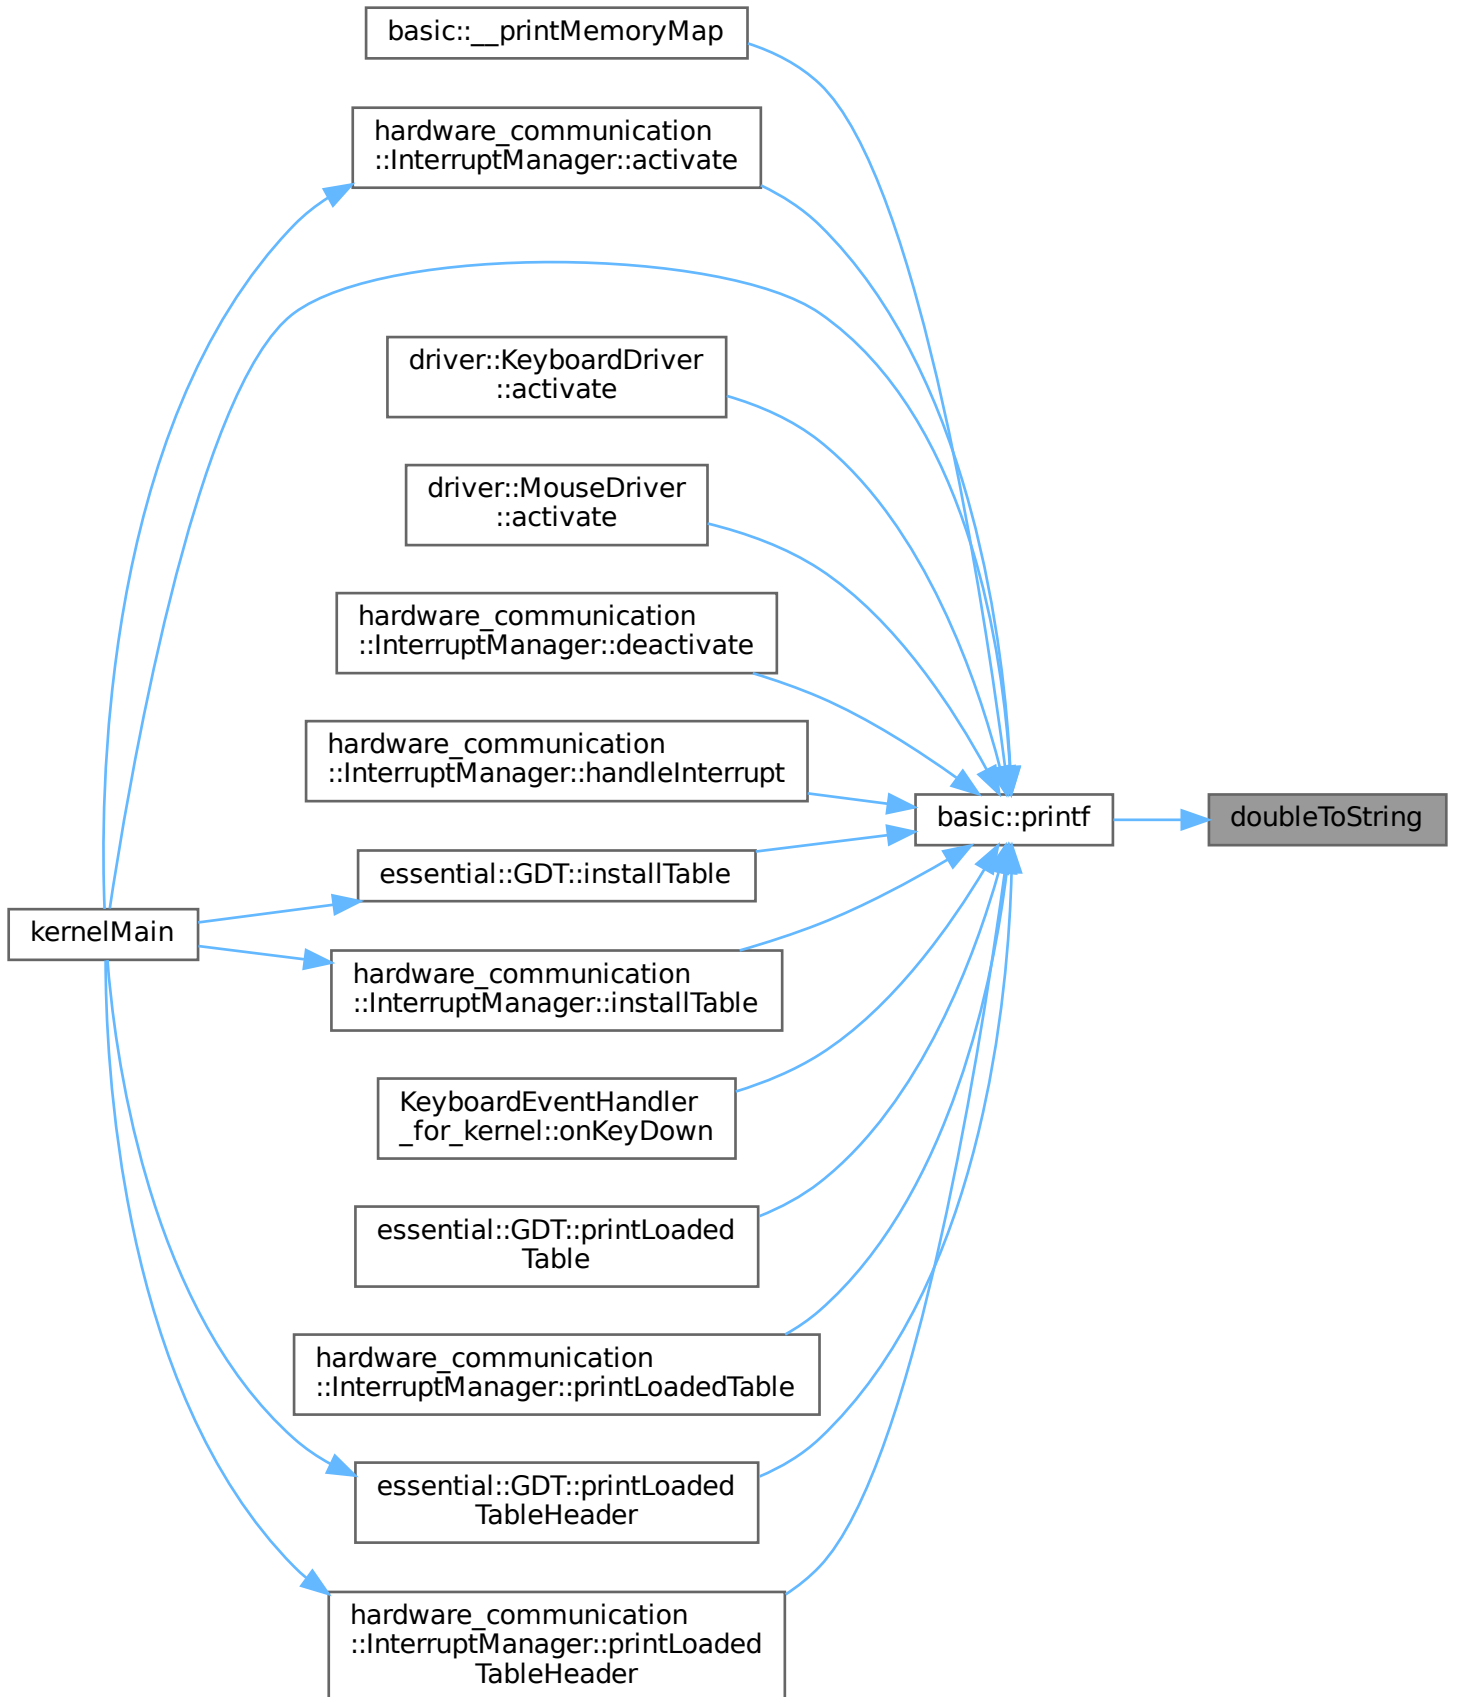 basic::__printMemoryMap
hardware_communication
::InterruptManager::activate
driver::KeyboardDriver
::activate
driver::MouseDriver
::activate
hardware_communication
::InterruptManager::deactivate
hardware_communication
::InterruptManager::handleInterrupt
basic::printf
doubleToString
essential::GDT::installTable
kernelMain
hardware_communication
::InterruptManager::installTable
KeyboardEventHandler
_for_kernel::onKeyDown
essential::GDT::printLoaded
Table
hardware_communication
::InterruptManager::printLoadedTable
essential::GDT::printLoaded
TableHeader
hardware_communication
::InterruptManager::printLoaded
TableHeader